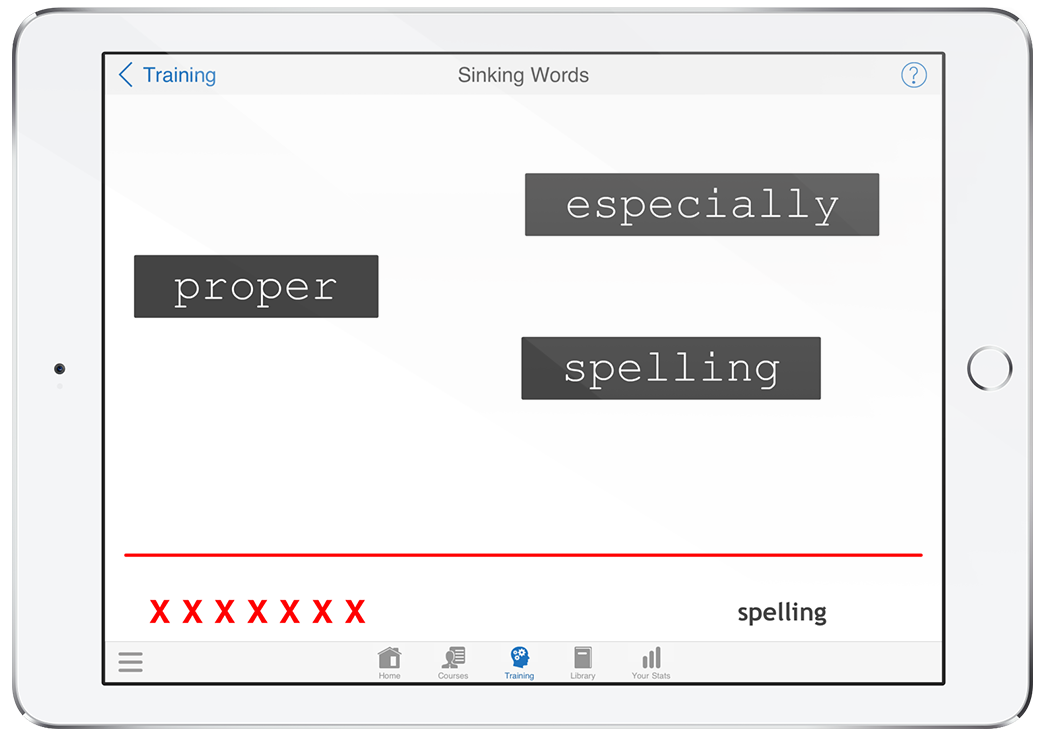 Training Sinking Words ?
especially
proper
spelling
X X X X X X X spelling
Home Courses Training Library Your Stats